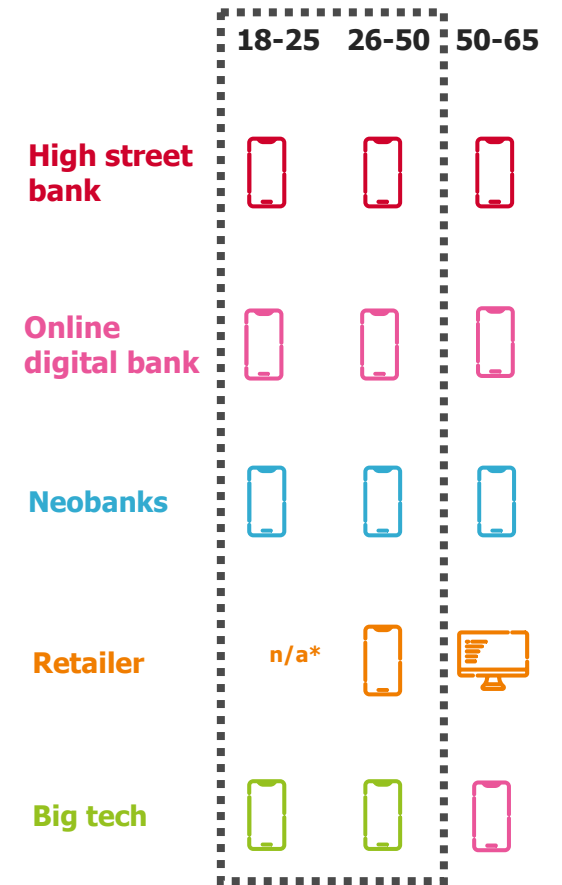 18-25 26-50 50-65
High street
bank
Online
digital bank
Neobanks
Retailer n/a*
Big tech